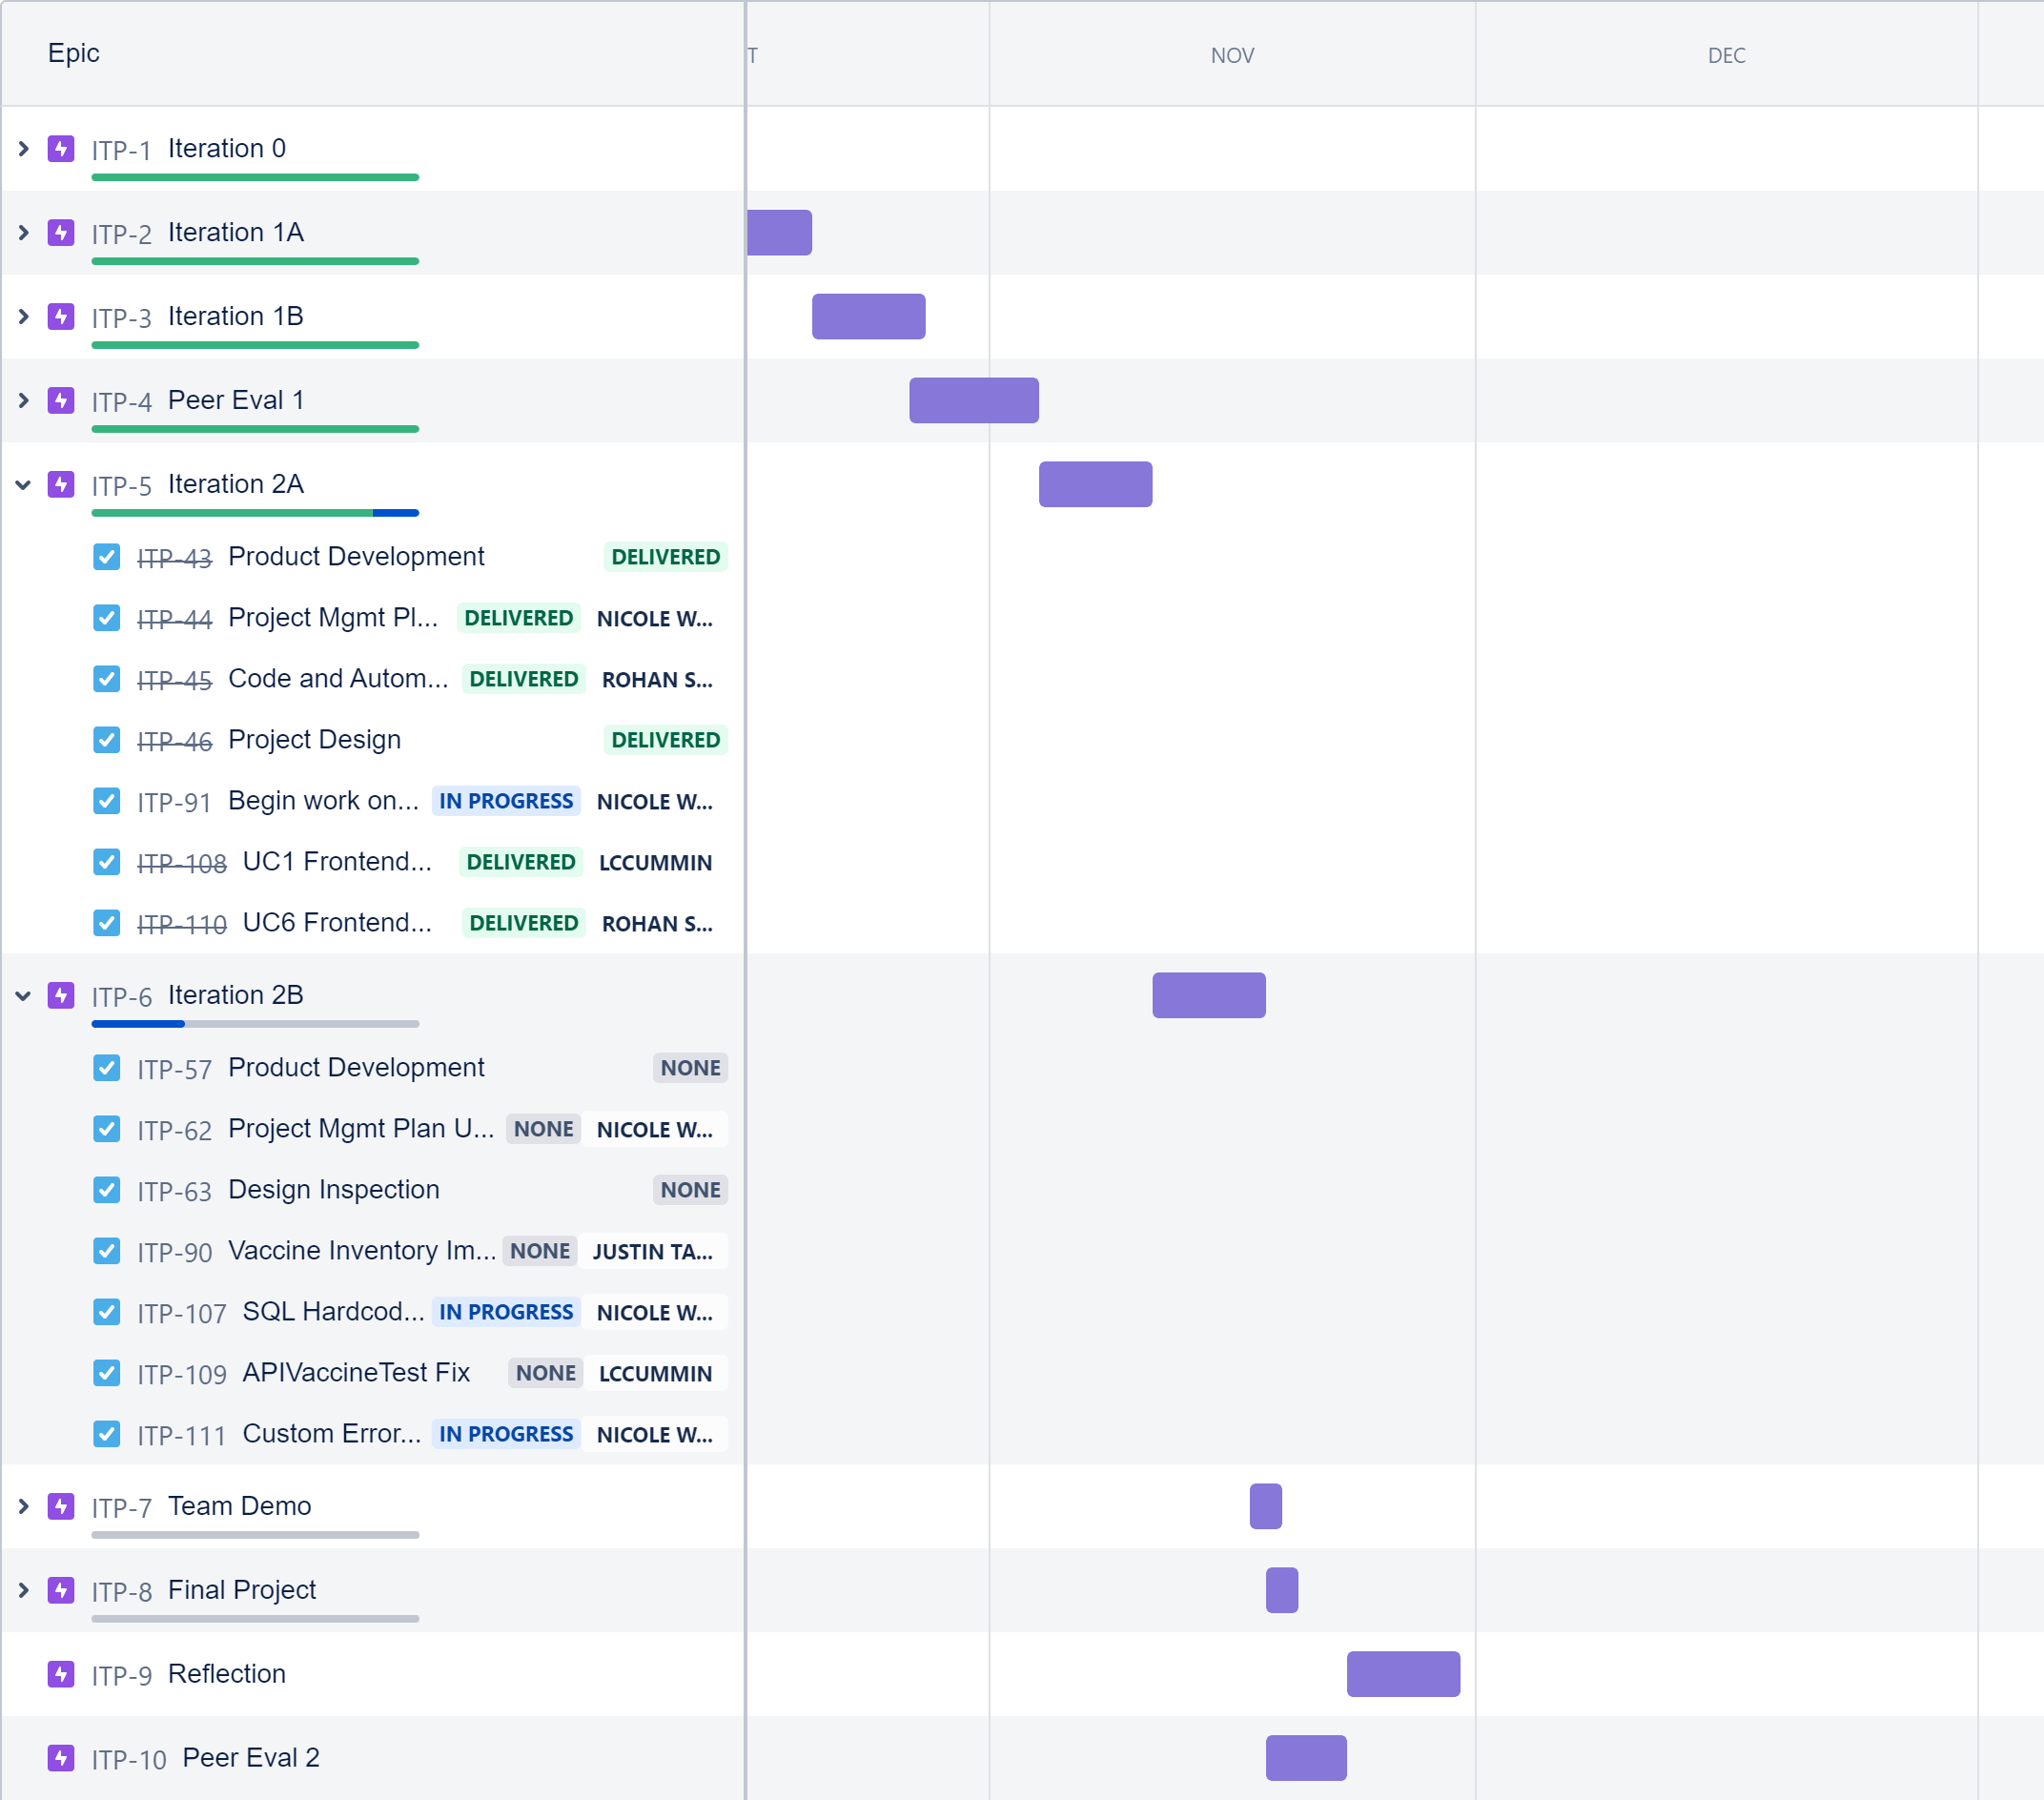 Epic T NOV DEC
ITP-1 Iteration 0
ITP-2 Iteration 1A
ITP-3 Iteration 1B
ITP-4 Peer Eval 1
ITP-5 Iteration 2A
ITP-43 Product Development DELIVERED
ITP-44 Project Mgmt Pl... DELIVERED NICOLE W...
ITP-45 Code and Autom... DELIVERED ROHAN S...
ITP-46 Project Design DELIVERED
ITP-91 Begin work on... IN PROGRESS NICOLE W...
ITP-108 UC1 Frontend... DELIVERED LCCUMMIN
ITP-110 UC6 Frontend... DELIVERED ROHAN S...
ITP-6 Iteration 2B
ITP-57 Product Development NONE
ITP-62 Project Mgmt Plan U... NONE NICOLE W...
ITP-63 Design Inspection NONE
ITP-90 Vaccine Inventory Im... NONE JUSTIN TA...
ITP-107 SQL Hardcod... IN PROGRESS NICOLE W...
ITP-109 APIVaccineTest Fix NONE LCCUMMIN
ITP-111 Custom Error... IN PROGRESS NICOLE W...
ITP-7 Team Demo
ITP-8 Final Project
ITP-9 Reflection
ITP-10 Peer Eval 2